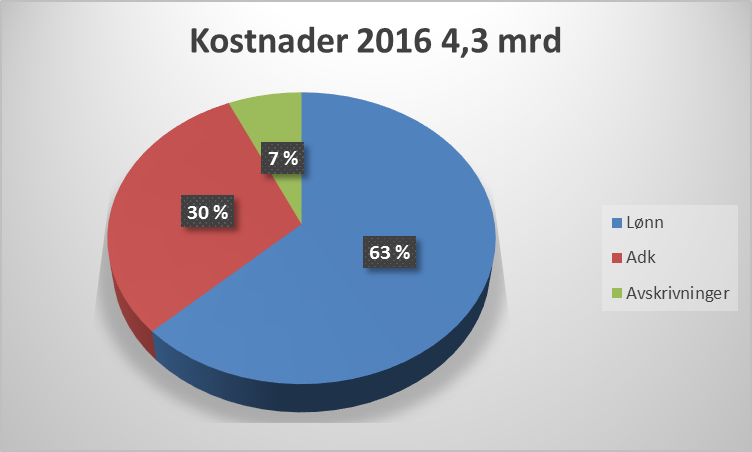 Kostnader 2016 4,3 mrd
7 %
30 %
63 %
Lønn
Adk
Avskrivninger